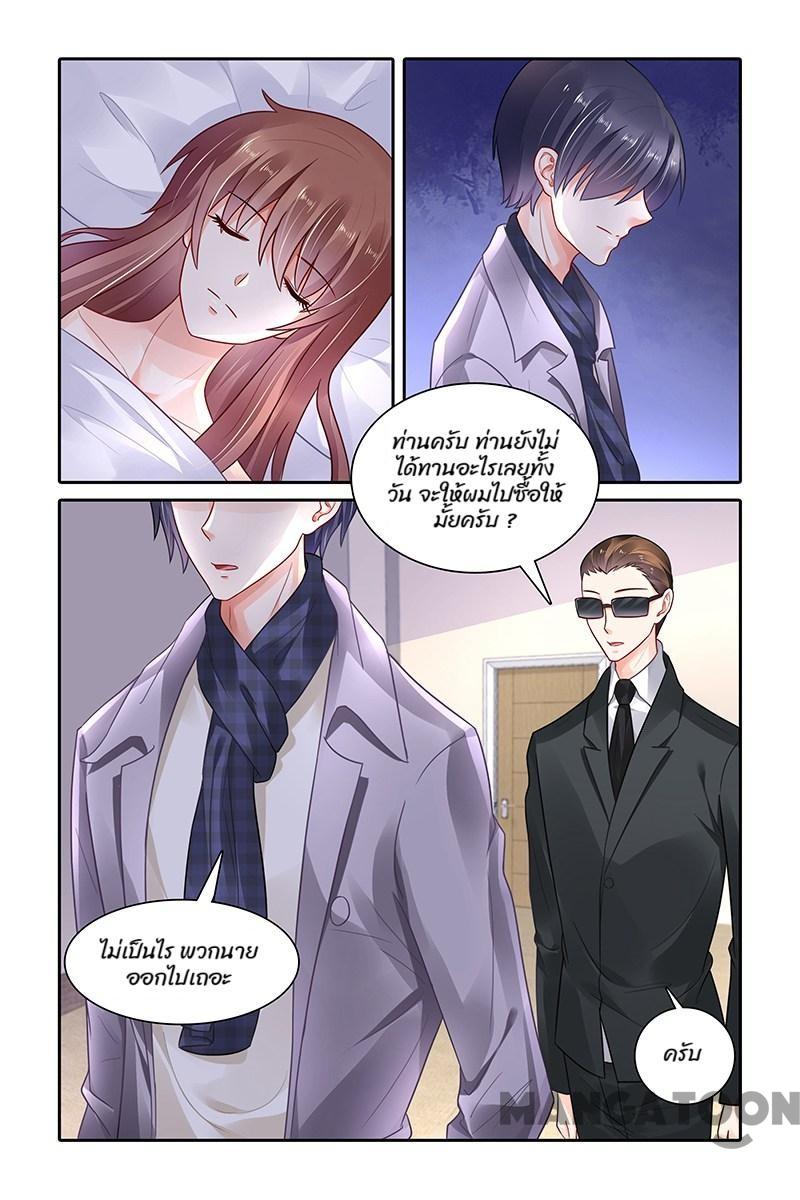 ท่านครับ ท่านยังไม่
ได้ทานอะไรเลยทั้ง
วัน จะให้ผมไปซื้อให้
มั้ยครับ ?
ไม่เป็นไร พวกนาย
ออกไปเถอะ
ครับ
MANGATOON